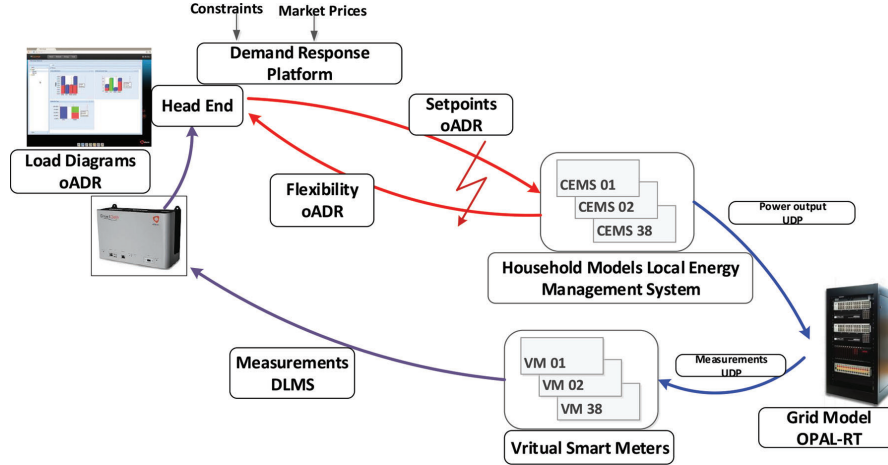 Constraints
Market Prices
Demand Response
Platform
Head End
Setpoints
oADR
Load Diagrams
oADR
Flexibility
oADR
CEMS 01
CEMS 02
CEMS 38
Power output
UDP
Household Models Local Energy
Management System
Measurements
DLMS
VM 01
VM 02
VM 38
Measurements
UDP
Vritual Smart Meters
Grid Model
OPAL-RT